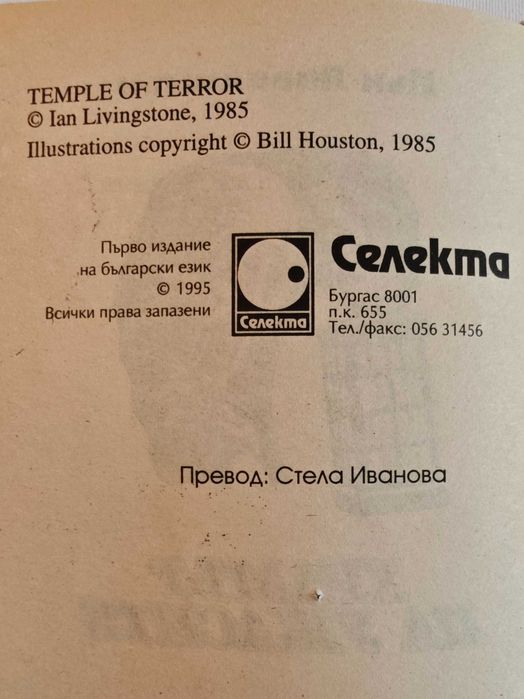 TEMPLE OF TERROR
© Ian Livingstone, 1985
Illustrations copyright © Bill Houston, 1985
Първо издание
на български език
© 1995
Всички права запазени
Селекта
Селекта
Бургас 8001
п.к. 655
Тел./факс: 056 31456
Превод: Стела Иванова